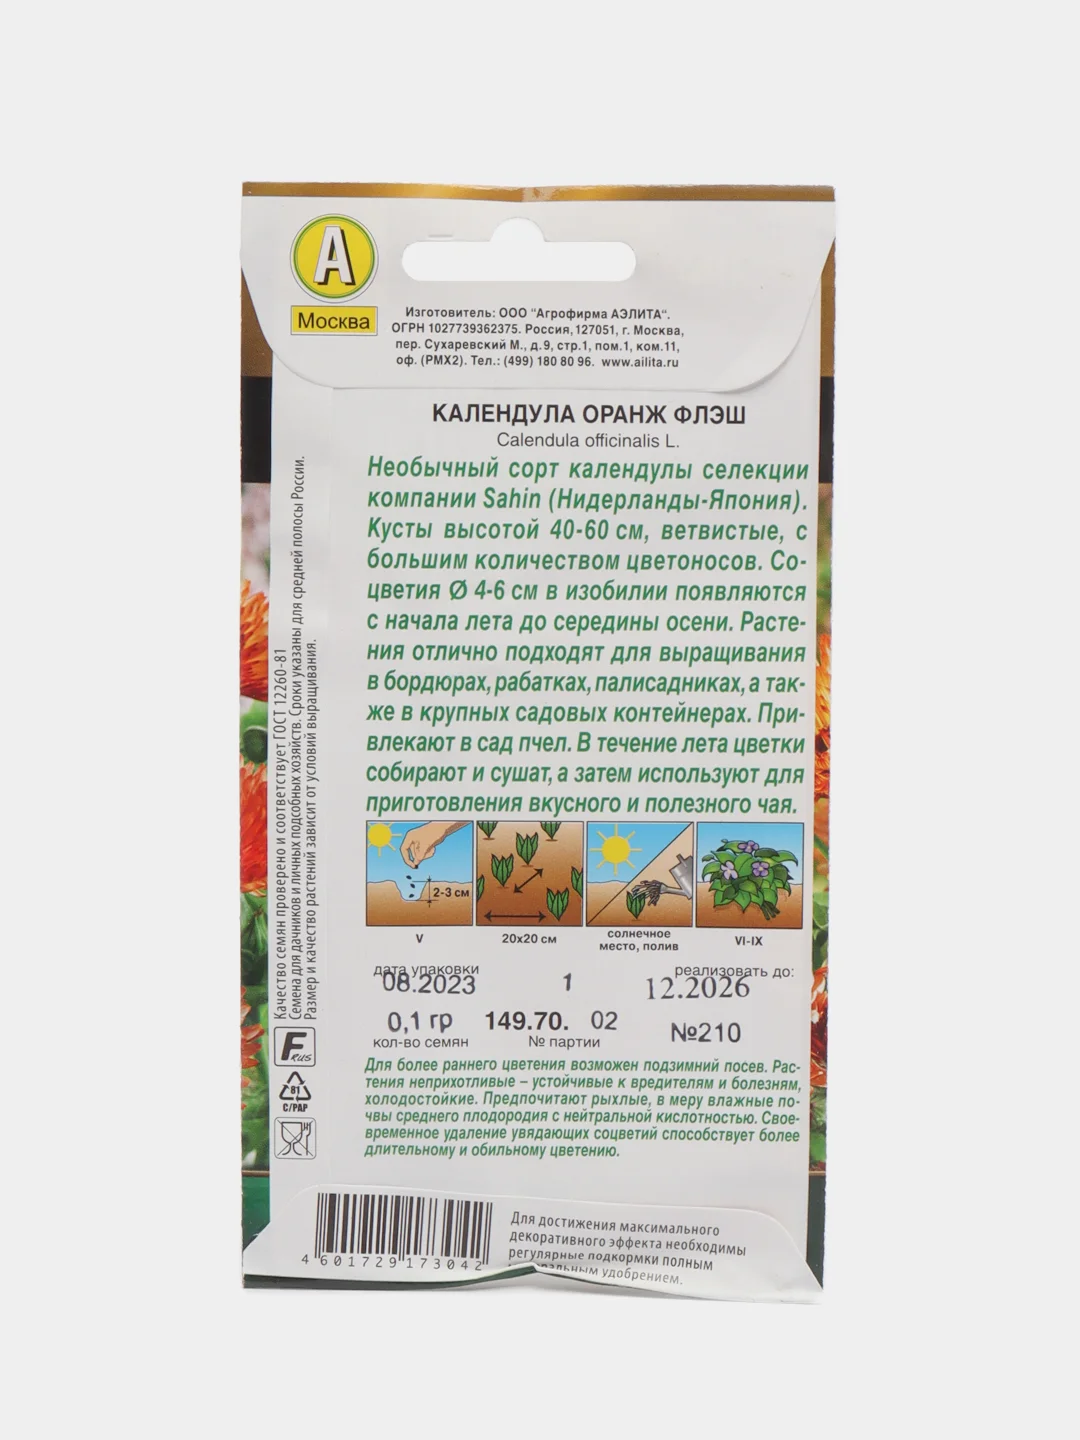 А
Москва
Изготовитель: ООО "Агрофирма АЭЛИТА".
ОГРН 1027739362375. Россия, 127051, г. Москва,
пер. Сухаревский М., д.9, стр.1, пом.1, ком.11,
оф. (РМХ2). Тел.: (499) 180 80 96. www.ailita.ru
КАЛЕНДУЛА ОРАНЖ ФЛЭШ
Calendula officinalis L.
Необычный сорт календулы селекции
компании Sahin (Нидерланды-Япония).
Кусты высотой 40-60 см, ветвистые, с
большим количеством цветоносов. Со-
цветия Ø 4-6 см в изобилии появляются
с начала лета до середины осени. Расте-
ния отлично подходят для выращивания
в бордюрах, рабатках, палисадниках, а так-
же в крупных садовых контейнерах. При-
влекают в сад пчел. В течение лета цветки
собирают и сушат, а затем используют для
приготовления вкусного и полезного чая.
2-3 см
V
20х20 см
солнечное
место, полив
VI-IX
дата упаковки
реализовать до:
08.2023 1 12.2026
0,1 гр 149.70. 02 №210
кол-во семян № партии
Для более раннего цветения возможен подзимний посев. Рас-
тения неприхотливые – устойчивые к вредителям и болезням,
холодостойкие. Предпочитают рыхлые, в меру влажные по-
чвы среднего плодородия с нейтральной кислотностью. Свое-
временное удаление увядающих соцветий способствует более
длительному и обильному цветению.
Качество семян проверено и соответствует ГОСТ 12260-81
Семена для дачников и личных подсобных хозяйств. Сроки указаны для средней полосы России.
Размер и качество растений зависит от условий выращивания.
F RUS
81
C/PAP
4 601729 173042
Для достижения максимального
декоративного эффекта необходимы
регулярные подкормки полным
удобрением.